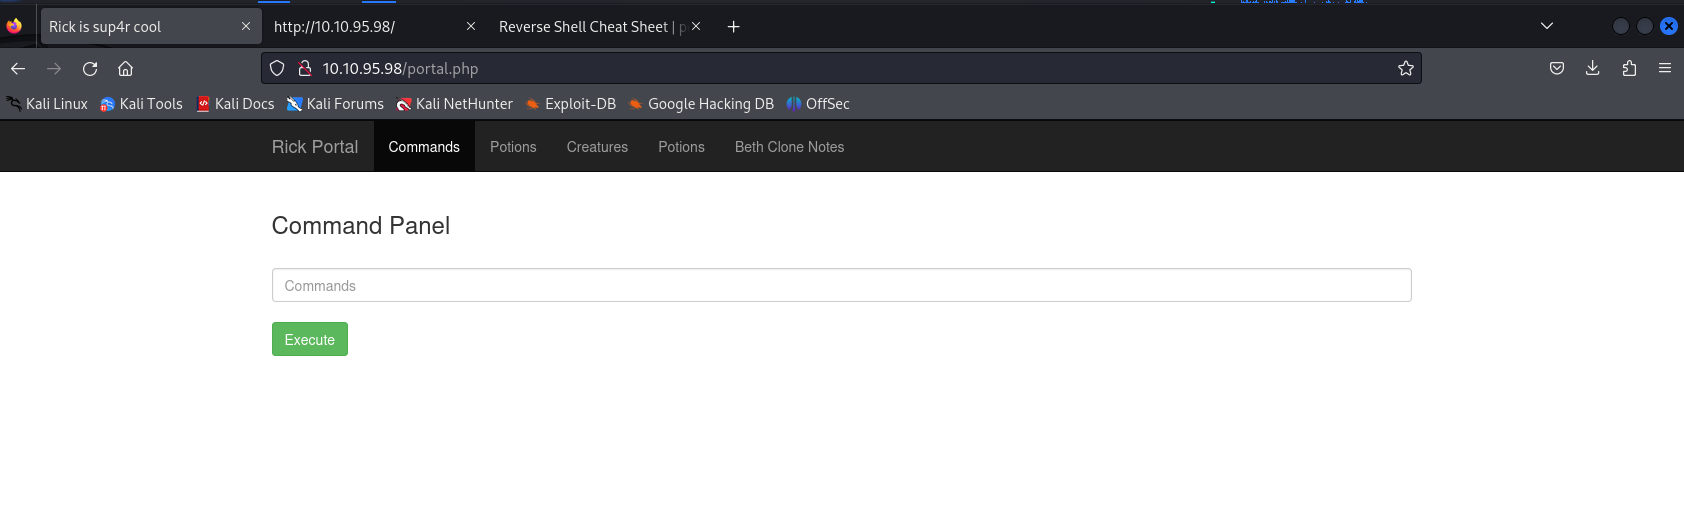 Rick is sup4r cool http://10.10.95.98/ Reverse Shell Cheat Sheet | p
10.10.95.98/portal.php
Kali Linux Kali Tools Kali Docs Kali Forums Kali NetHunter Exploit-DB Google Hacking DB OffSec
Rick Portal Commands Potions Creatures Potions Beth Clone Notes
Command Panel
Commands
Execute